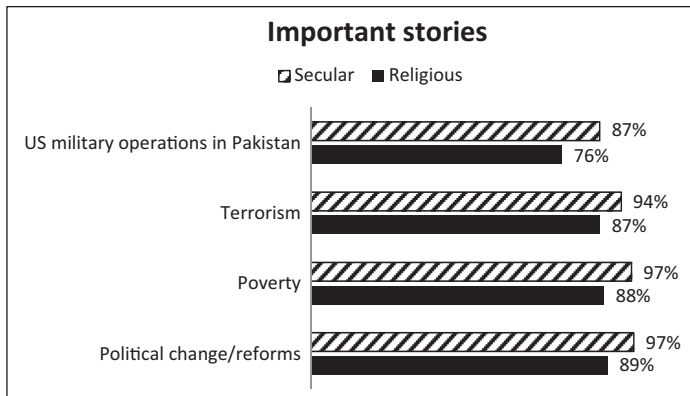 Important stories
Secular Religious
US military operations in Pakistan
87%
76%
Terrorism
94%
87%
Poverty
97%
88%
Political change/reforms
97%
89%